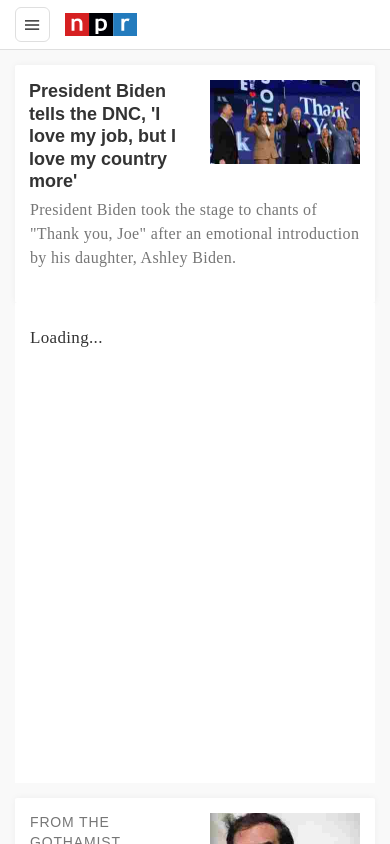 npr
President Biden
tells the DNC, 'I
love my job, but I
love my country
more'
Thank
President Biden took the stage to chants of
"Thank you, Joe" after an emotional introduction
by his daughter, Ashley Biden.
Loading...
FROM THE
GOTHAMIST